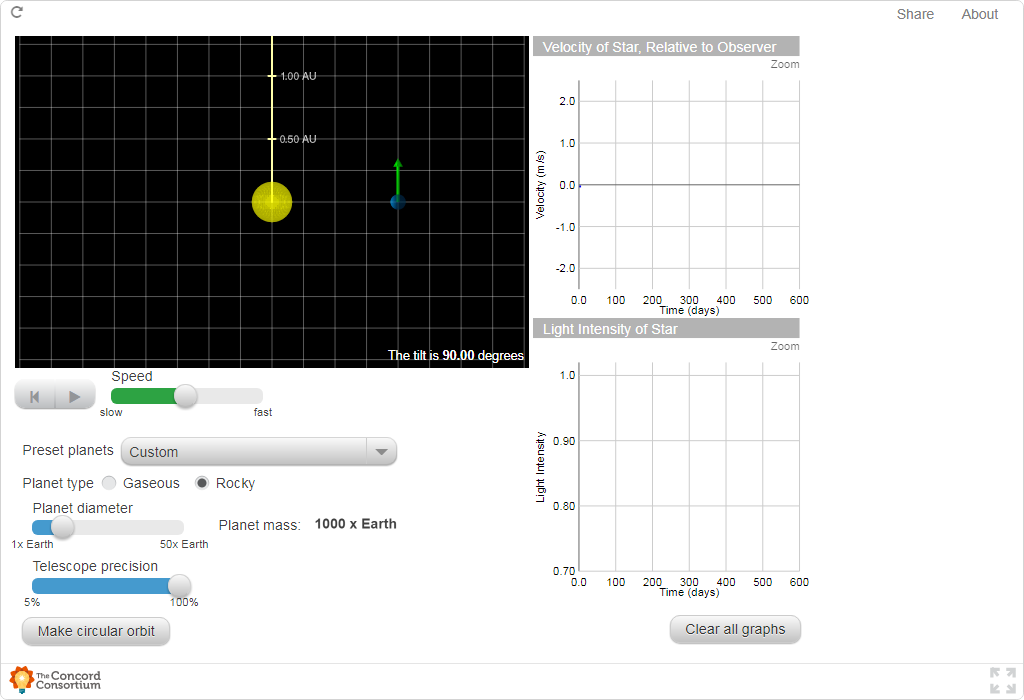 Share About
1.00 AU
0.50 AU
The tilt is 90.00 degrees
Velocity of Star, Relative to Observer
Zoom
Velocity (m/s)
2.0
1.0
0.0
-1.0
-2.0
0.0 100 200 300 400 500 600
Time (days)
Light Intensity of Star
Zoom
Light Intensity
1.0
0.90
0.80
0.70
0.0 100 200 300 400 500 600
Time (days)
Clear all graphs
Speed
slow fast
Preset planets Custom
Planet type Gaseous Rocky
Planet diameter
1x Earth 50x Earth
Planet mass: 1000 x Earth
Telescope precision
5% 100%
Make circular orbit
The Concord
Consortium